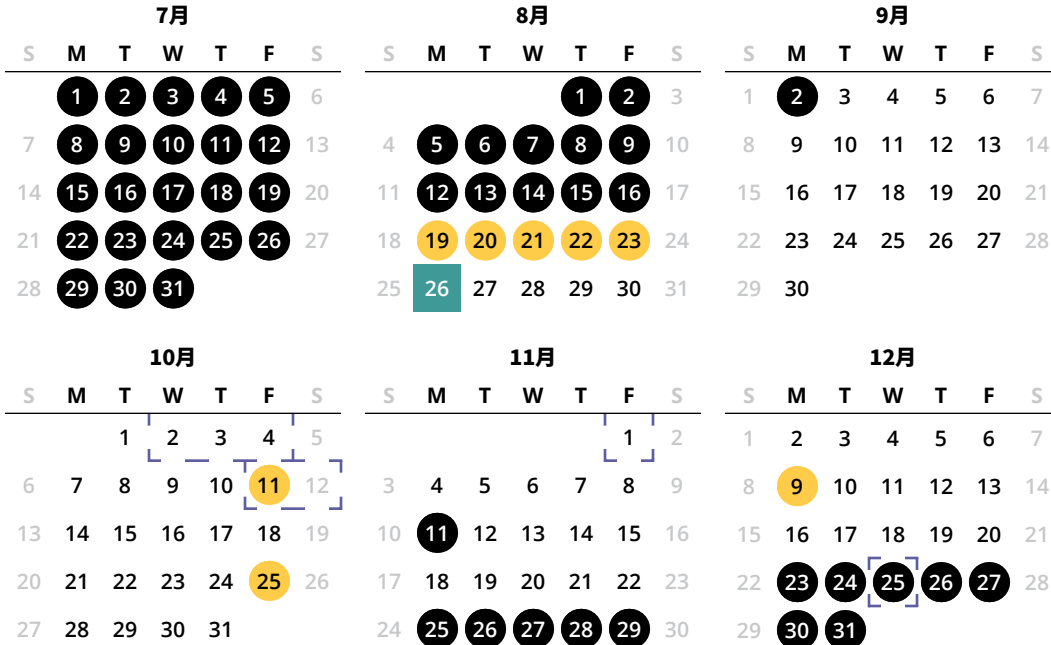 7月 8月 9月
S M T W T F S S M T W T F S S M T W T F S
1 2 3 4 5 6 1 2 3 1 2 3 4 5 6 7
7 8 9 10 11 12 13 4 5 6 7 8 9 10 8 9 10 11 12 13 14
14 15 16 17 18 19 20 11 12 13 14 15 16 17 15 16 17 18 19 20 21
21 22 23 24 25 26 27 18 19 20 21 22 23 24 22 23 24 25 26 27 28
28 29 30 31 25 26 27 28 29 30 31 29 30
10月 11月 12月
S M T W T F S S M T W T F S S M T W T F S
1 2 3 4 5 1 2 1 2 3 4 5 6 7
6 7 8 9 10 11 12 3 4 5 6 7 8 9 8 9 10 11 12 13 14
13 14 15 16 17 18 19 10 11 12 13 14 15 16 15 16 17 18 19 20 21
20 21 22 23 24 25 26 17 18 19 20 21 22 23 22 23 24 25 26 27 28
27 28 29 30 31 24 25 26 27 28 29 30 29 30 31